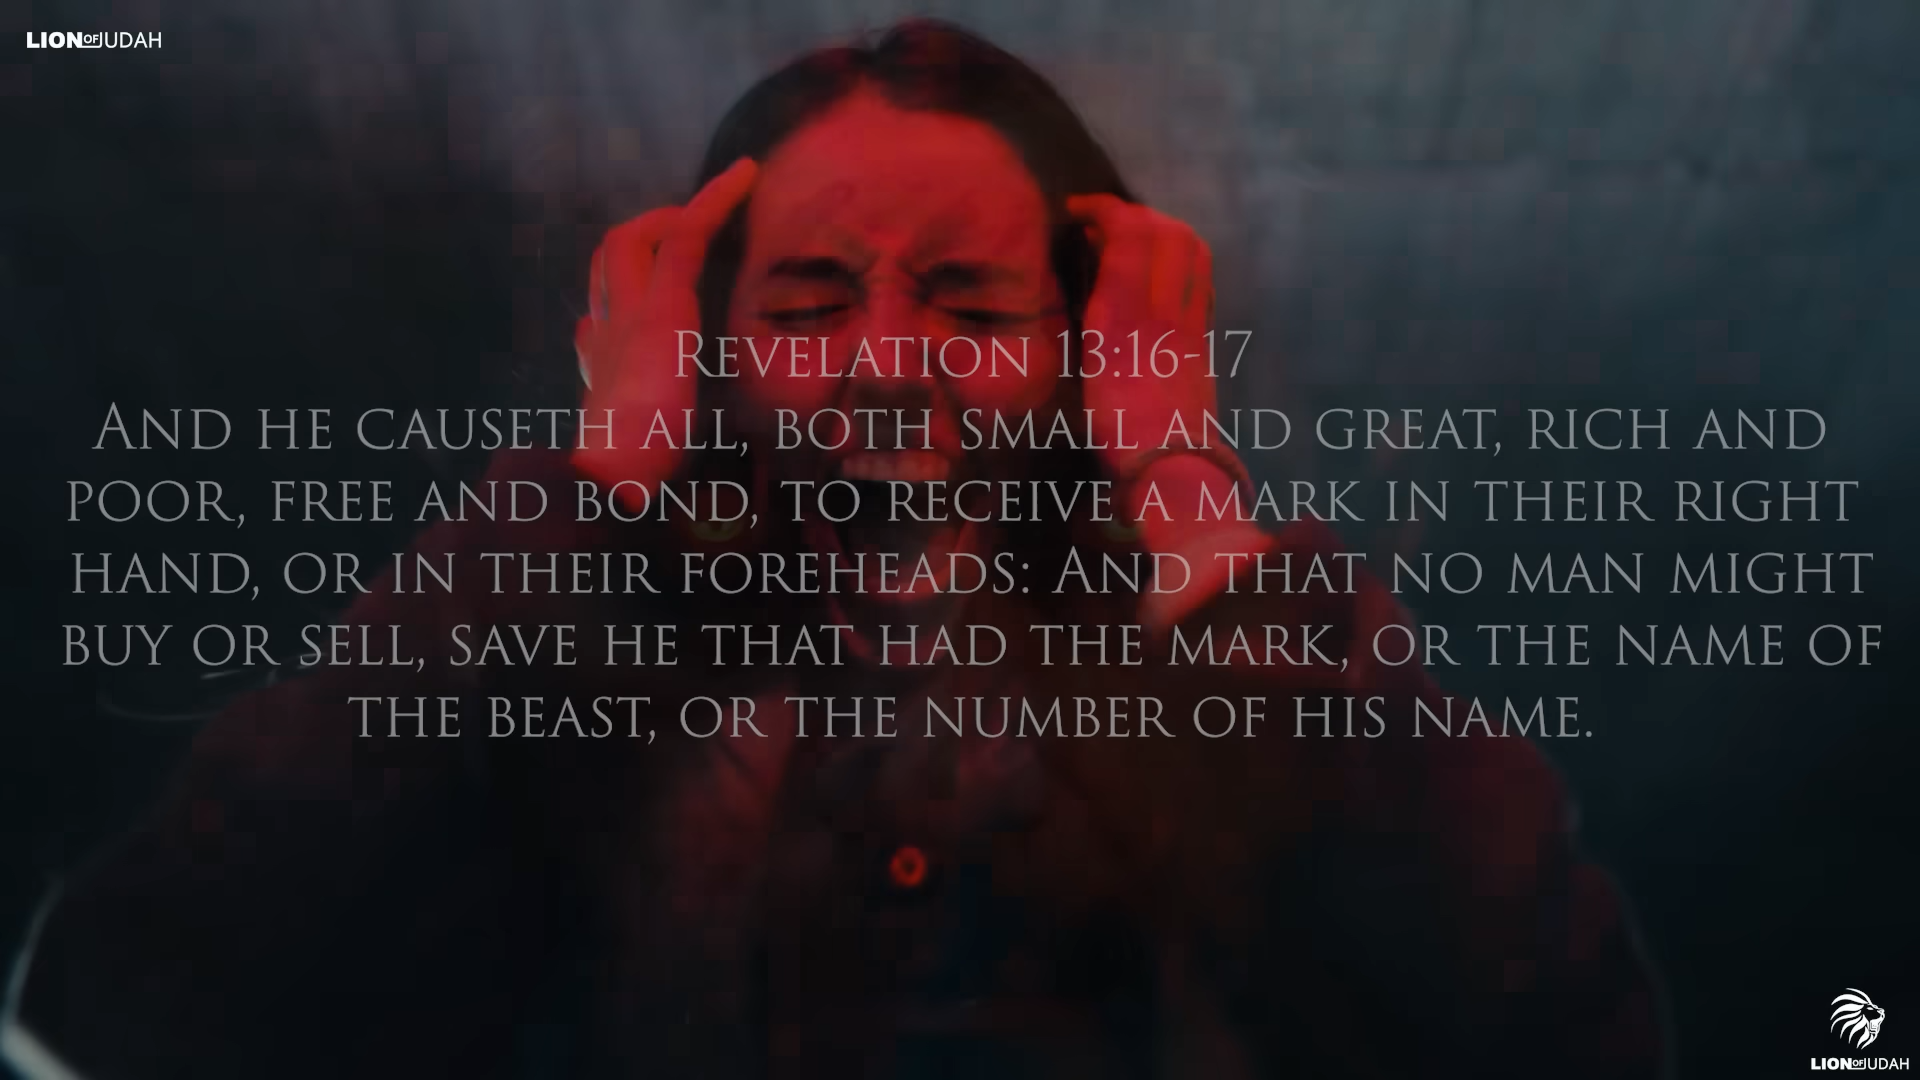 LIONOFJUDAH
REVELATION 13:16-17
AND HE CAUSETH ALL, BOTH SMALL AND GREAT, RICH AND
POOR, FREE AND BOND, TO RECEIVE A MARK IN THEIR RIGHT
HAND, OR IN THEIR FOREHEADS: AND THAT NO MAN MIGHT
BUY OR SELL, SAVE HE THAT HAD THE MARK, OR THE NAME OF
THE BEAST, OR THE NUMBER OF HIS NAME.
LIONOFJUDAH